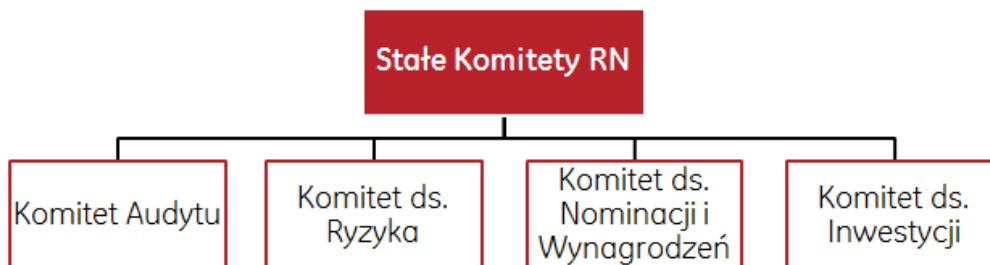 Stałe Komitety RN
Komitet Audytu
Komitet ds.
Ryzyka
Komitet ds.
Nominacji i
Wynagrodzeń
Komitet ds.
Inwestycji